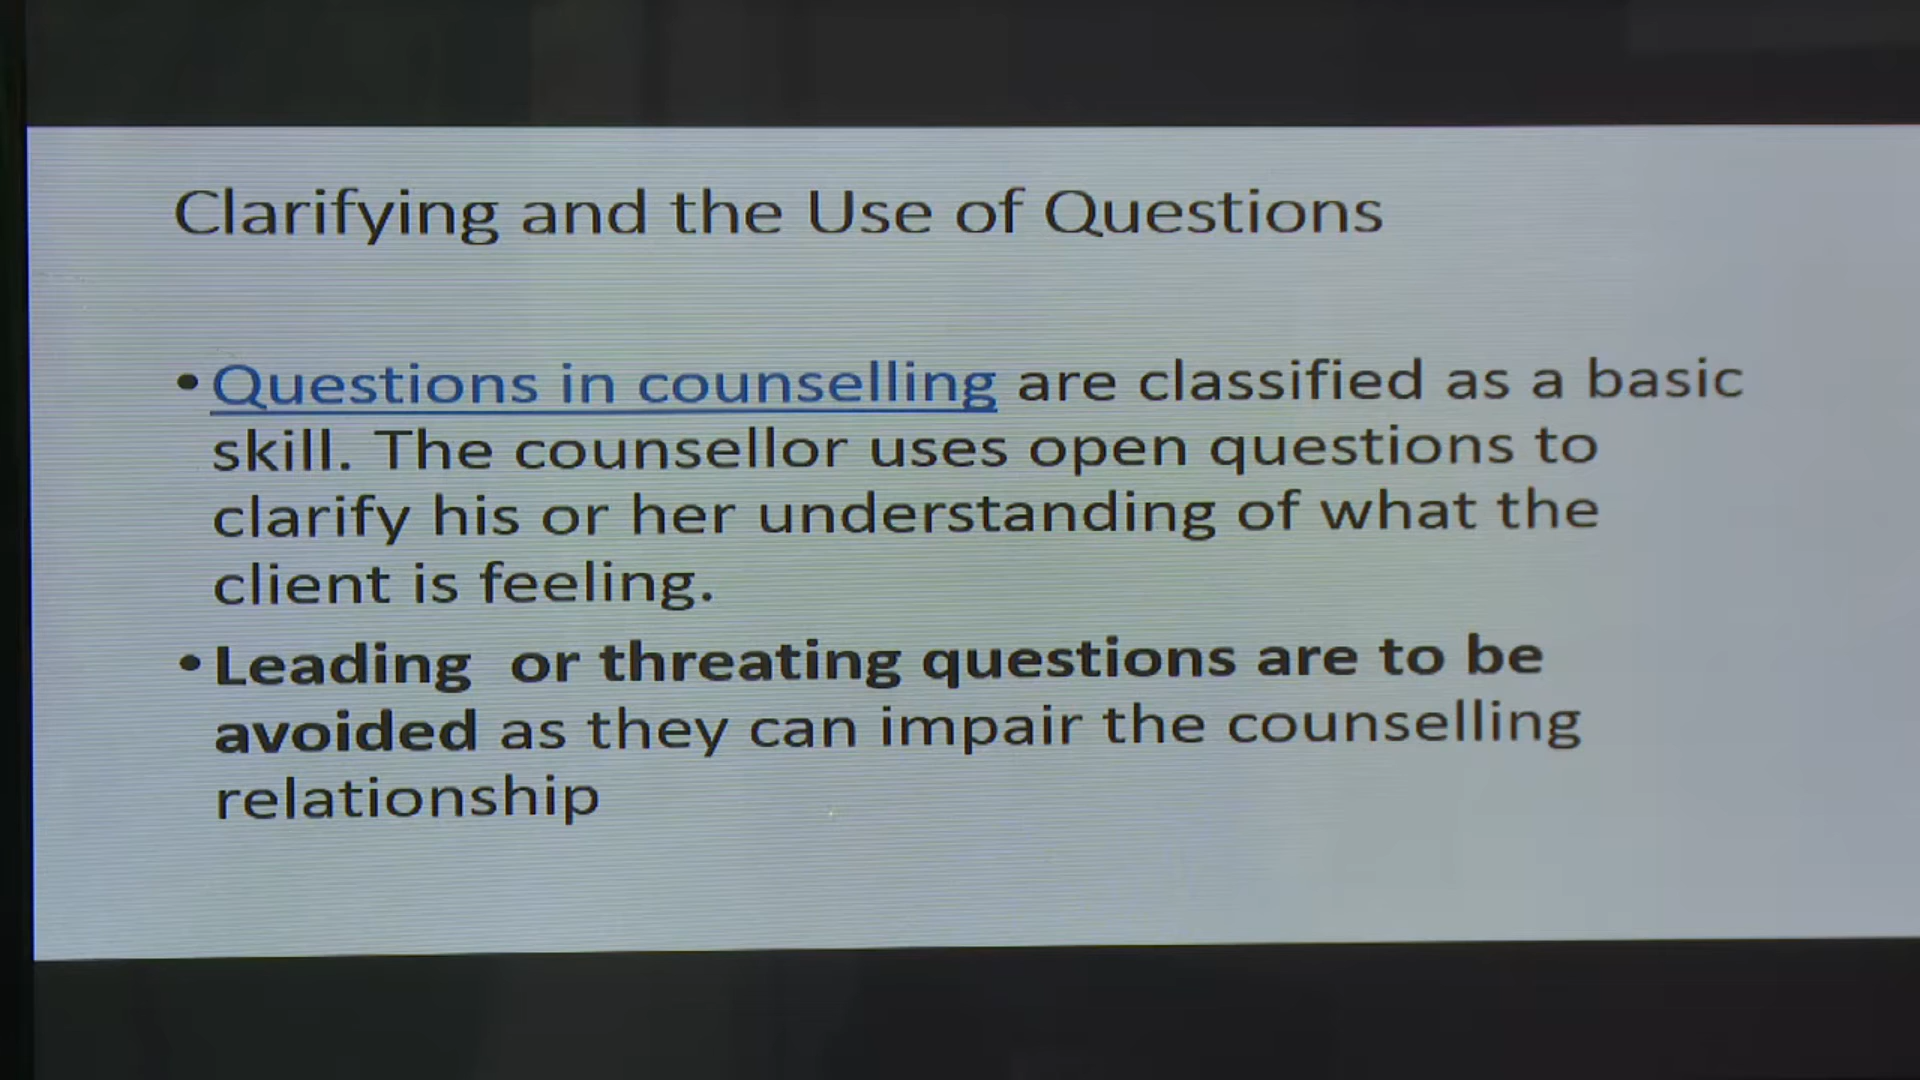 Clarifying and the Use of Questions
• Questions in counselling are classified as a basic
skill. The counsellor uses open questions to
clarify his or her understanding of what the
client is feeling.
• Leading or threating questions are to be
avoided as they can impair the counselling
relationship